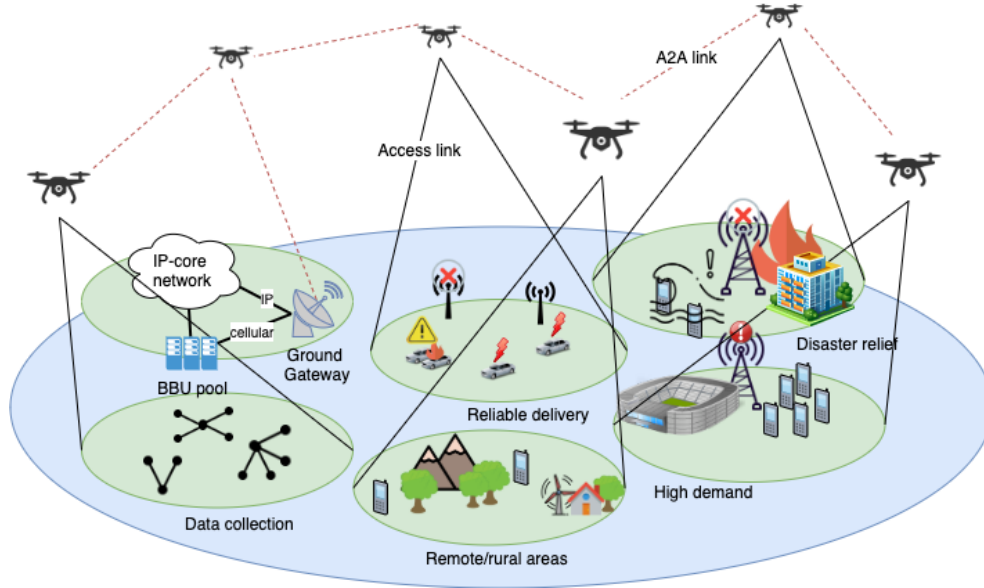 A2A link
Access link
IP-core
network
IP
cellular
Ground
Gateway
BBU pool
Disaster relief
Reliable delivery
High demand
Data collection
Remote/rural areas